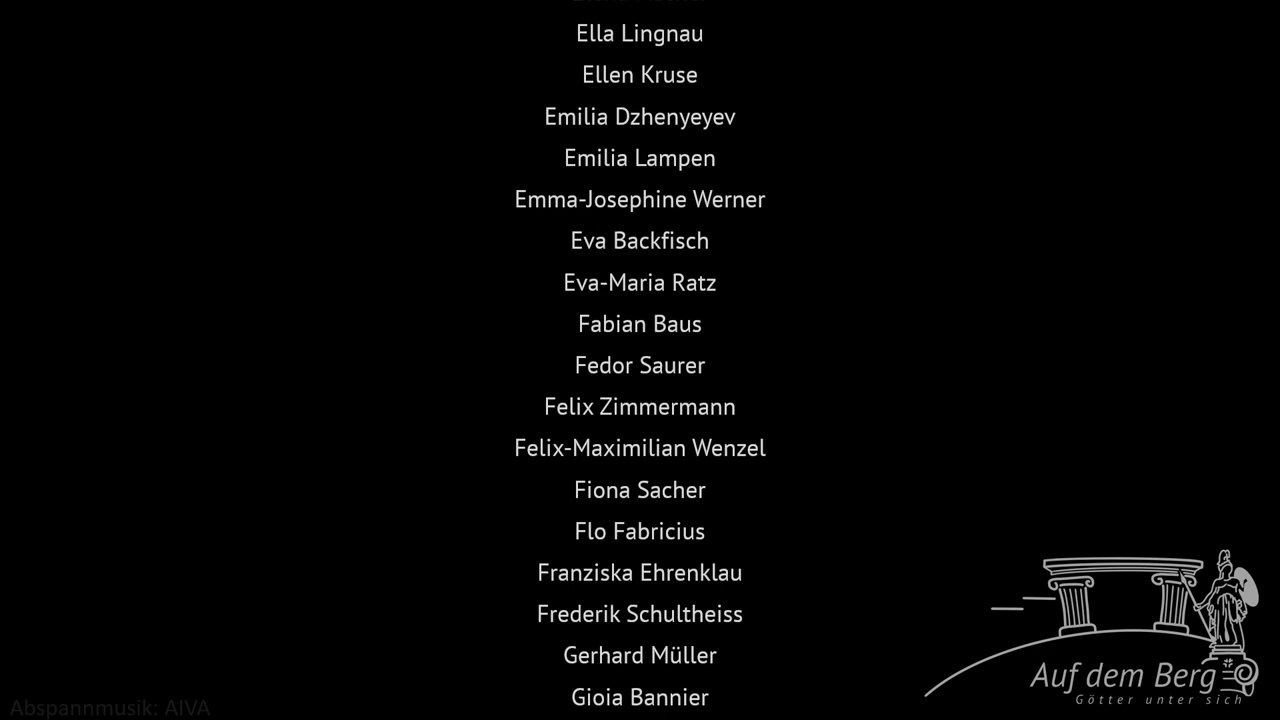 Ella Lingnau
Ellen Kruse
Emilia Dzhenyeyev
Emilia Lampen
Emma-Josephine Werner
Eva Backfisch
Eva-Maria Ratz
Fabian Baus
Fedor Saurer
Felix Zimmermann
Felix-Maximilian Wenzel
Fiona Sacher
Flo Fabricius
Franziska Ehrenklau
Frederik Schultheiss
Gerhard Müller
Gioia Bannier
Auf dem Berg
Götter unter sich
Abspannmusik: AIVA